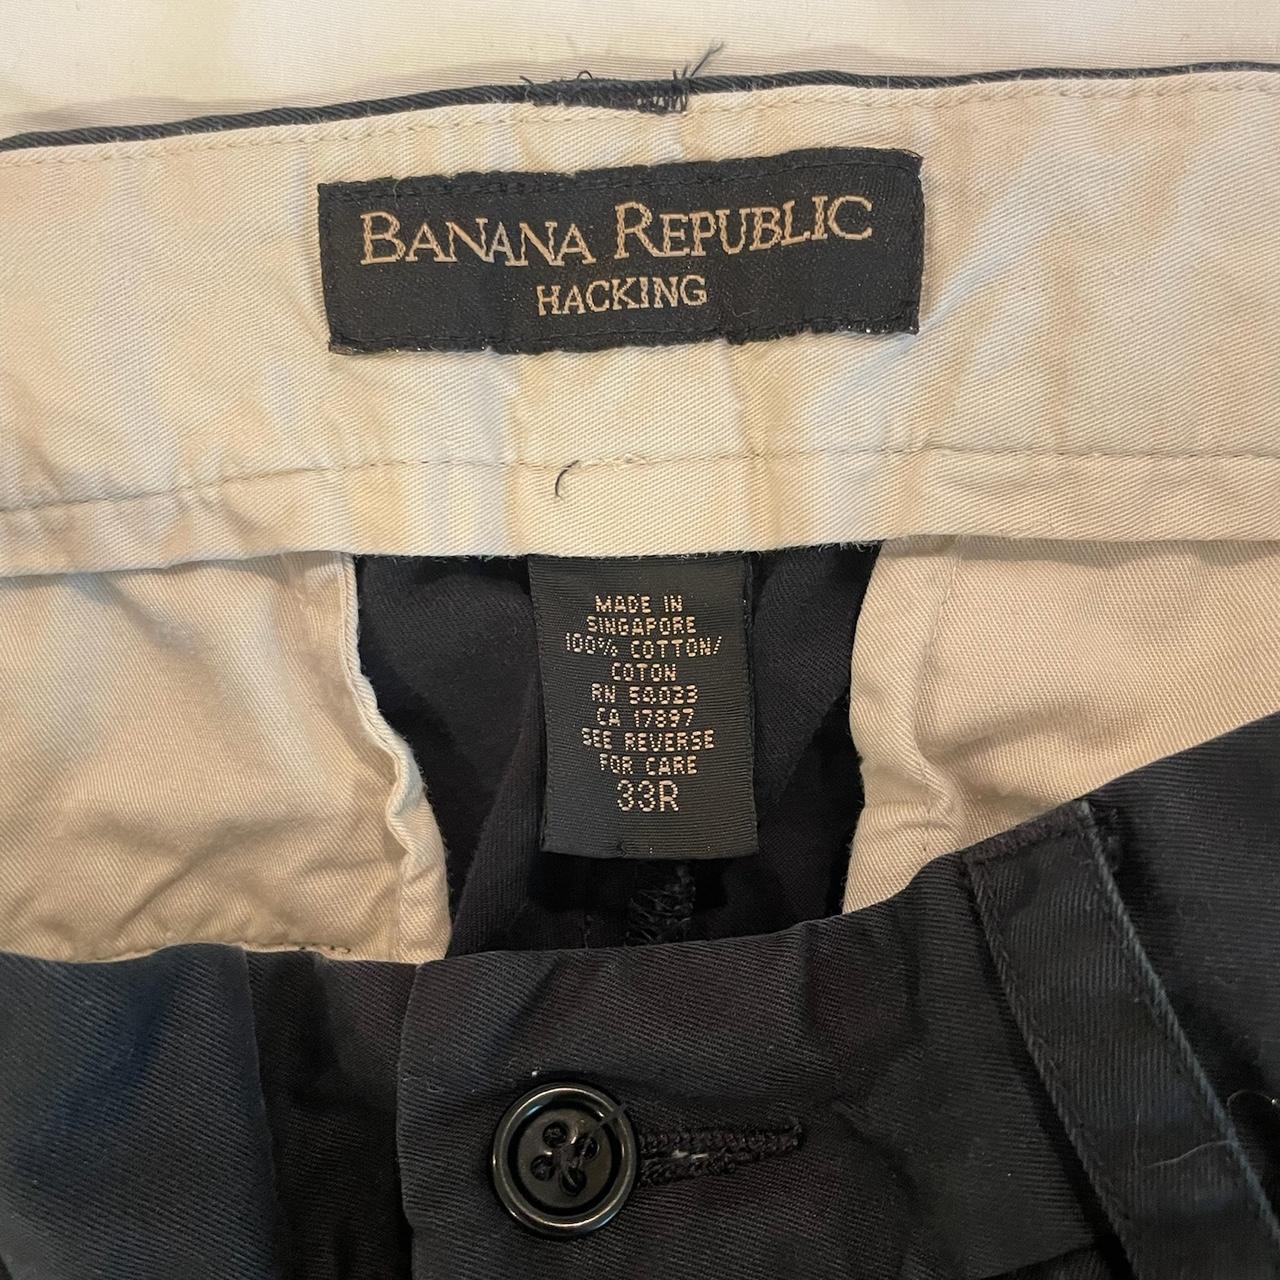 BANANA REPUBLIC
HACKING
MADE IN
SINGAPORE
100% COTTON/
COTON
RN 54023
CA 17897
SEE REVERSE
FOR CARE
33R